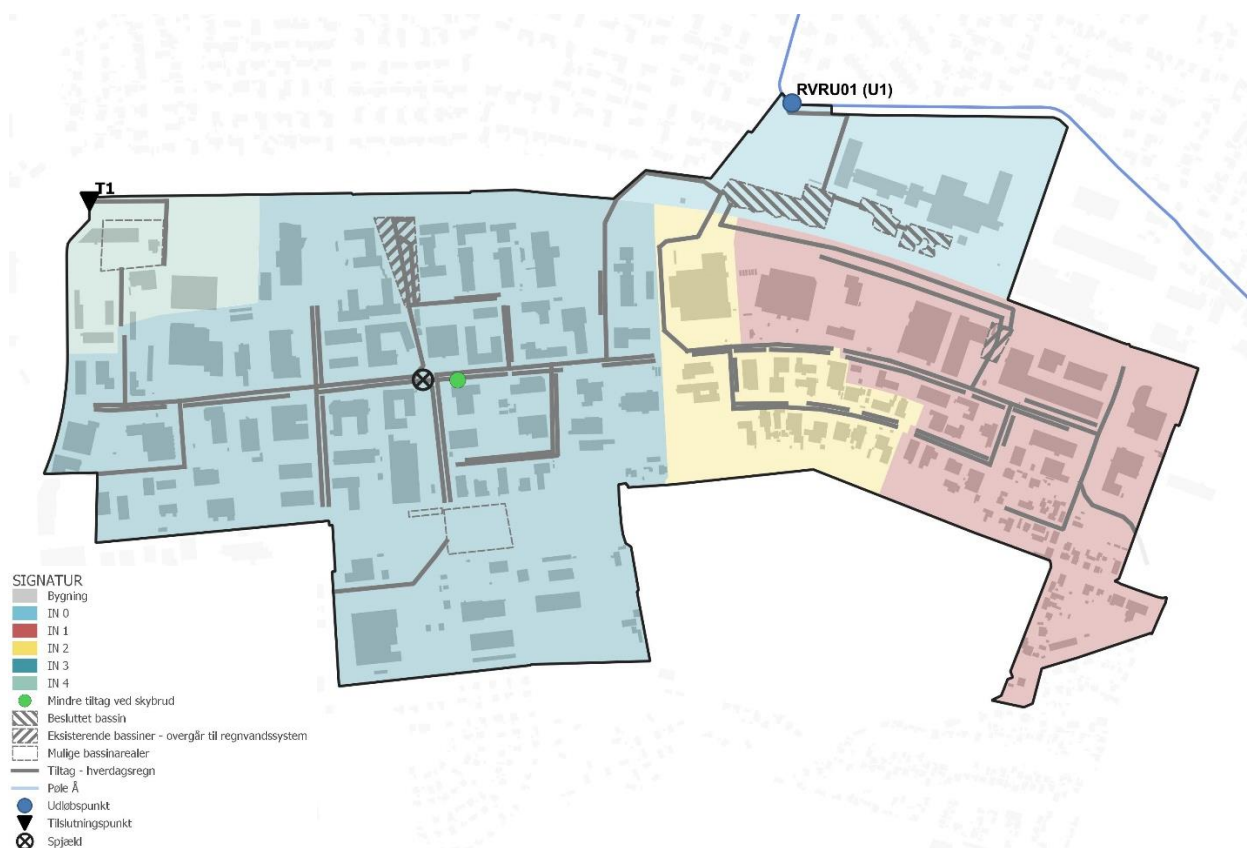 RVRU01 (U1)
T1
SIGNATUR
Bygning
IN 0
IN 1
IN 2
IN 3
IN 4
Mindre tiltag ved skybrud
Besluttet bassin
Eksisterende bassiner - overgår til regnvandssystem
Mulige bassinarealer
Tiltag - hverdagsregn
Pøle Å
Udløbspunkt
Tilslutningspunkt
Spjæld